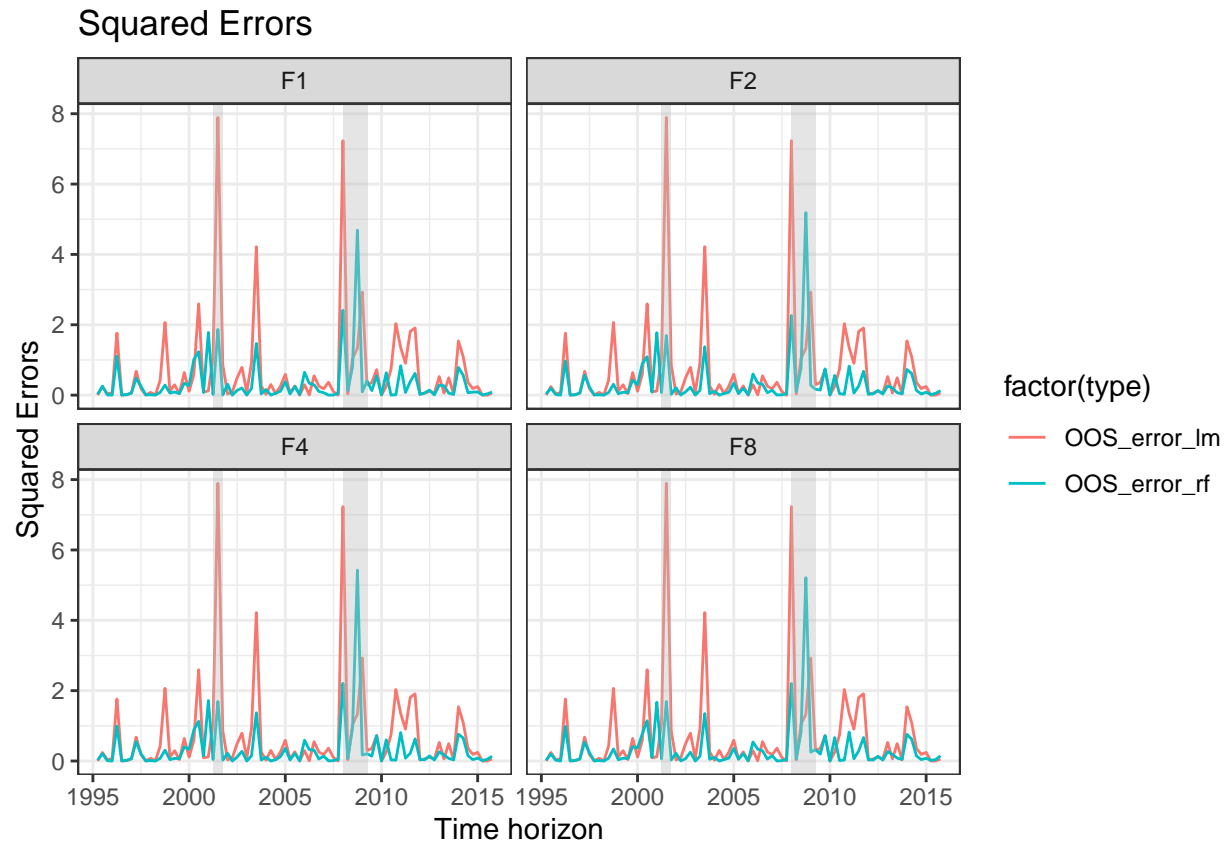 Squared Errors
F1
F2
8
6
4
2
0
F4
F8
8
6
4
2
0
1995
2000
2005
2010
2015
1995
2000
2005
2010
2015
Squared Errors
Time horizon
factor(type)
OOS_error_lm
OOS_error_rf